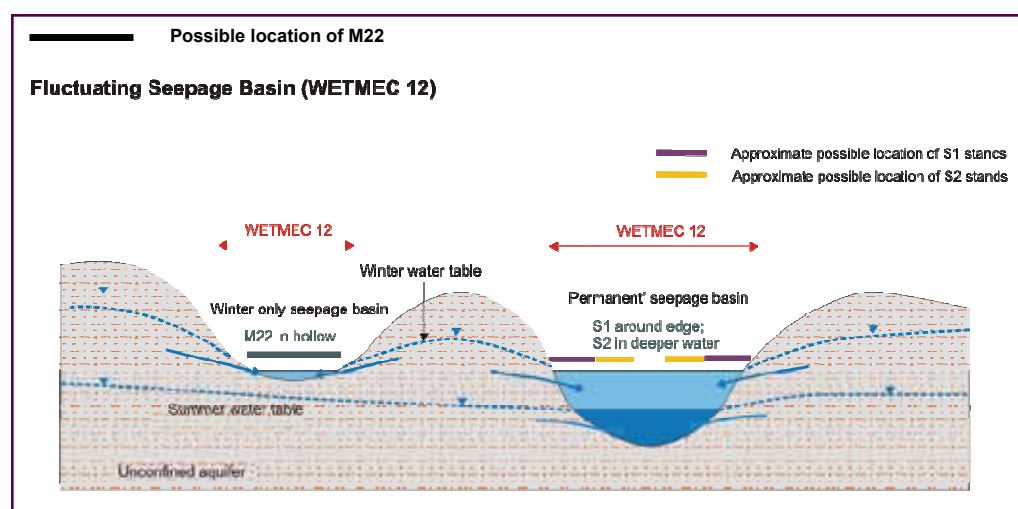 Possible location of M22
Fluctuating Seepage Basin (WETMEC 12)
Approximate possible location of S1 stancs
Approximate possible location of S2 stands
WETMEC 12
WETMEC 12
Winter water table
Winter only seepage basin
M22 n hollow
Permanent' seepage basin
S1 around edge;
S2 in deeper water
Summer water table
Unconfined aquifer